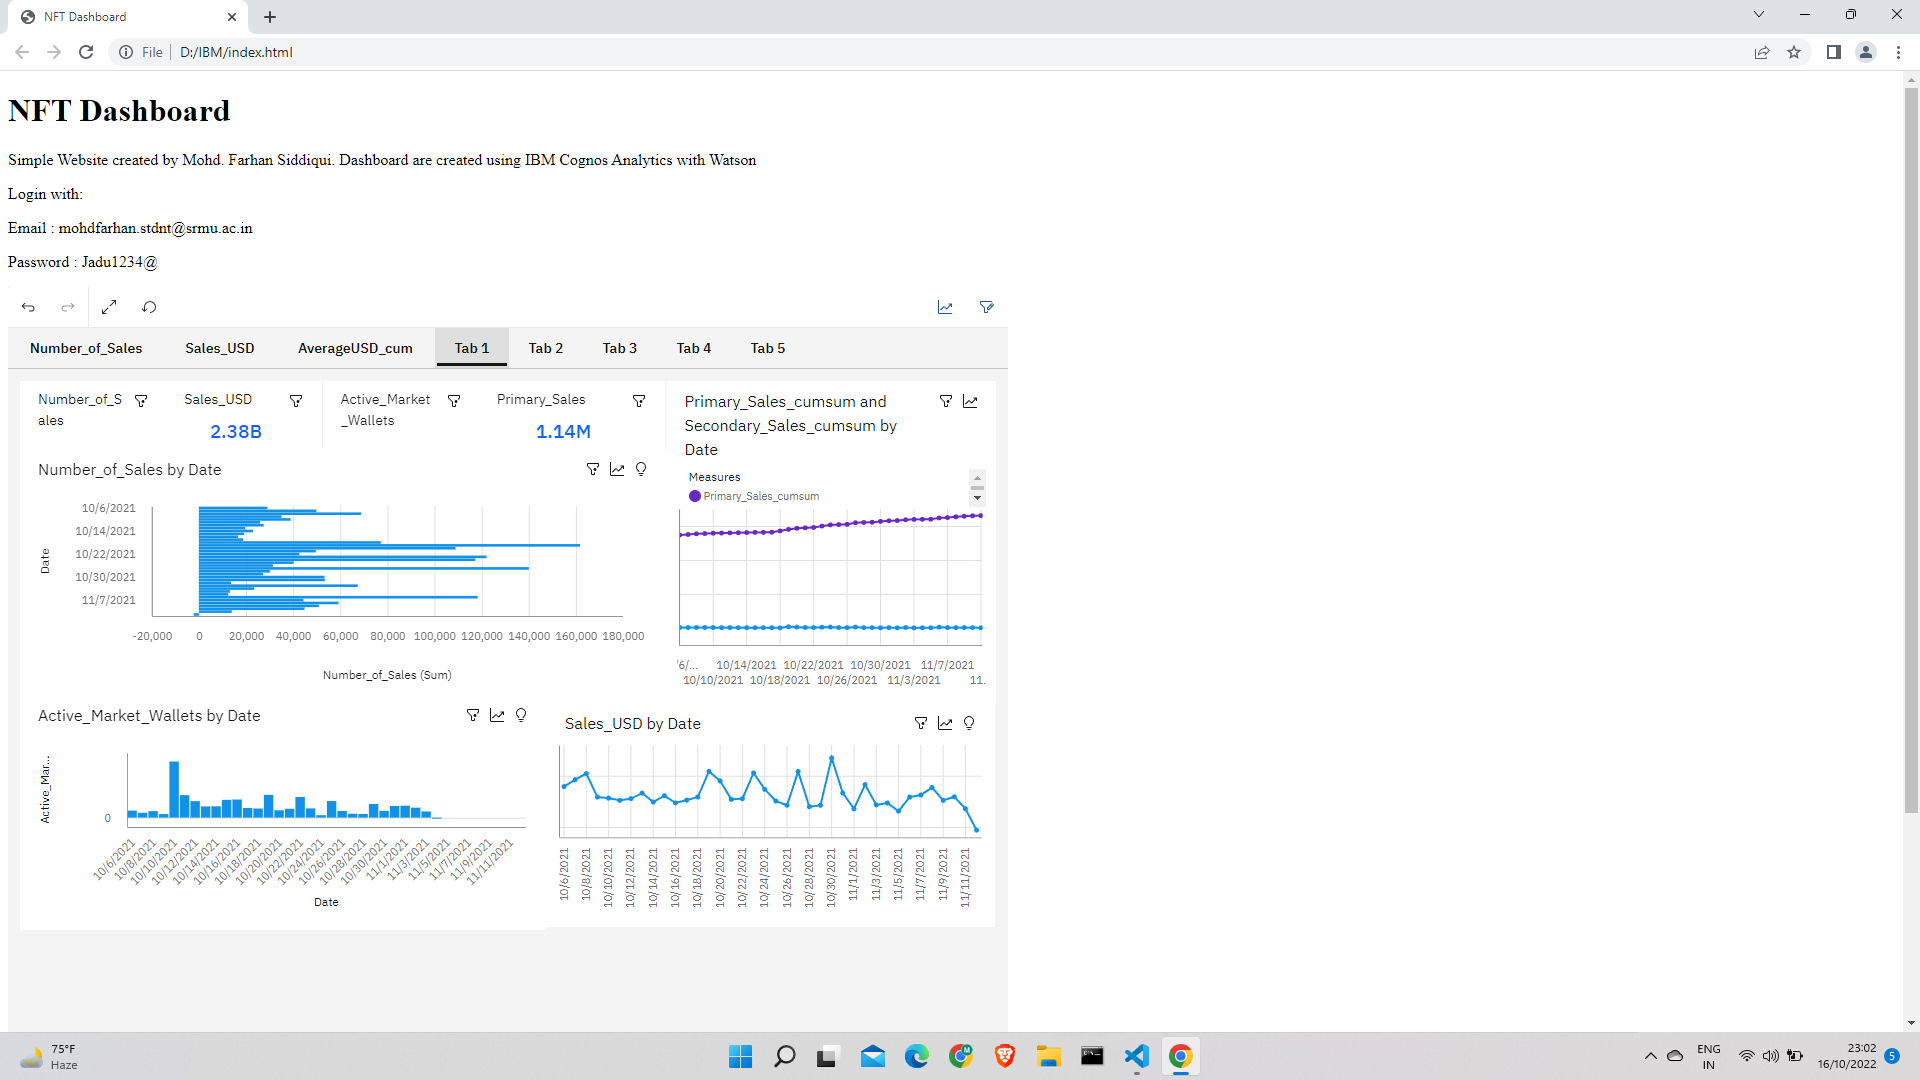 NFT Dashboard
File
D:/IBM/index.html
NFT Dashboard
Simple Website created by Mohd. Farhan Siddiqui. Dashboard are created using IBM Cognos Analytics with Watson
Login with:
Email : mohdfarhan.stdnt@srmu.ac.in
Password : Jadu1234@
Number_of_Sales
Sales_USD
AverageUSD_cum
Tab 1
Tab 2
Tab 3
Tab 4
Tab 5
Number_of_S
ales
Sales_USD
2.38B
Active_Market
_Wallets
Primary_Sales
1.14M
Primary_Sales_cumsum and
Secondary_Sales_cumsum by
Date
Measures
Primary_Sales_cumsum
6/...
10/14/2021 10/22/2021 10/30/2021 11/7/2021
10/10/2021 10/18/2021 10/26/2021 11/3/2021 11.
Number_of_Sales by Date
Date
10/6/2021
10/14/2021
10/22/2021
10/30/2021
11/7/2021
-20,000 0 20,000 40,000 60,000 80,000 100,000 120,000 140,000 160,000 180,000
Number_of_Sales (Sum)
Active_Market_Wallets by Date
Active_Mar...
0
10/6/2021 10/8/2021 10/10/2021 10/12/2021 10/14/2021 10/16/2021 10/18/2021 10/20/2021 10/22/2021 10/24/2021 10/26/2021 10/28/2021 10/30/2021 11/1/2021 11/3/2021 11/5/2021 11/7/2021 11/9/2021 11/11/2021
Date
Sales_USD by Date
10/6/2021 10/8/2021 10/10/2021 10/12/2021 10/14/2021 10/16/2021 10/18/2021 10/20/2021 10/22/2021 10/24/2021 10/26/2021 10/28/2021 10/30/2021 11/1/2021 11/3/2021 11/5/2021 11/7/2021 11/9/2021 11/11/2021
75°F
Haze
ENG
IN
23:02
16/10/2022
5